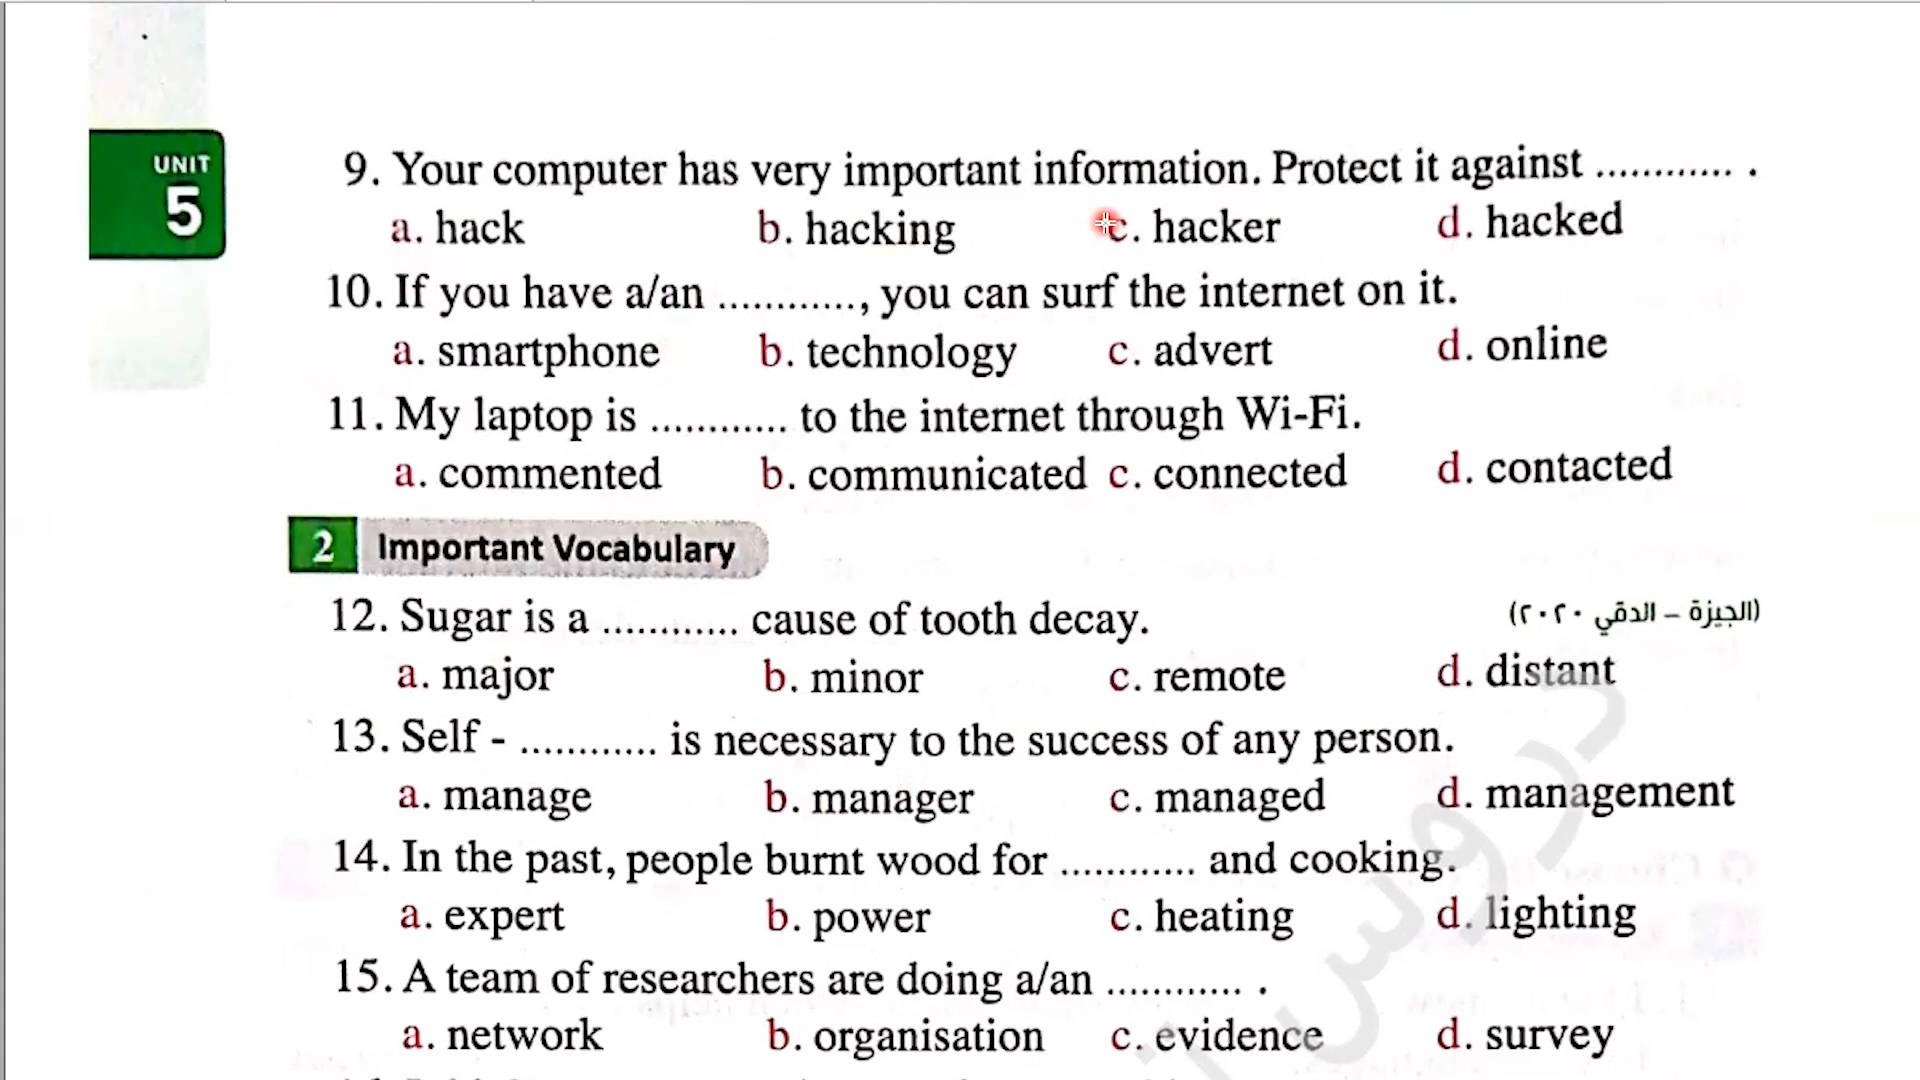 UNIT
5
9. Your computer has very important information. Protect it against ............. .
a. hack b. hacking c. hacker d. hacked
10. If you have a/an ............., you can surf the internet on it.
a. smartphone b. technology c. advert d. online
11. My laptop is ............. to the internet through Wi-Fi.
a. commented b. communicated c. connected d. contacted
2 Important Vocabulary
12. Sugar is a ............. cause of tooth decay. (الجيزة – الدقي ٢٠٢٠)
a. major b. minor c. remote d. distant
13. Self - ............. is necessary to the success of any person.
a. manage b. manager c. managed d. management
14. In the past, people burnt wood for ............. and cooking.
a. expert b. power c. heating d. lighting
15. A team of researchers are doing a/an ............. .
a. network b. organisation c. evidence d. survey
دروس